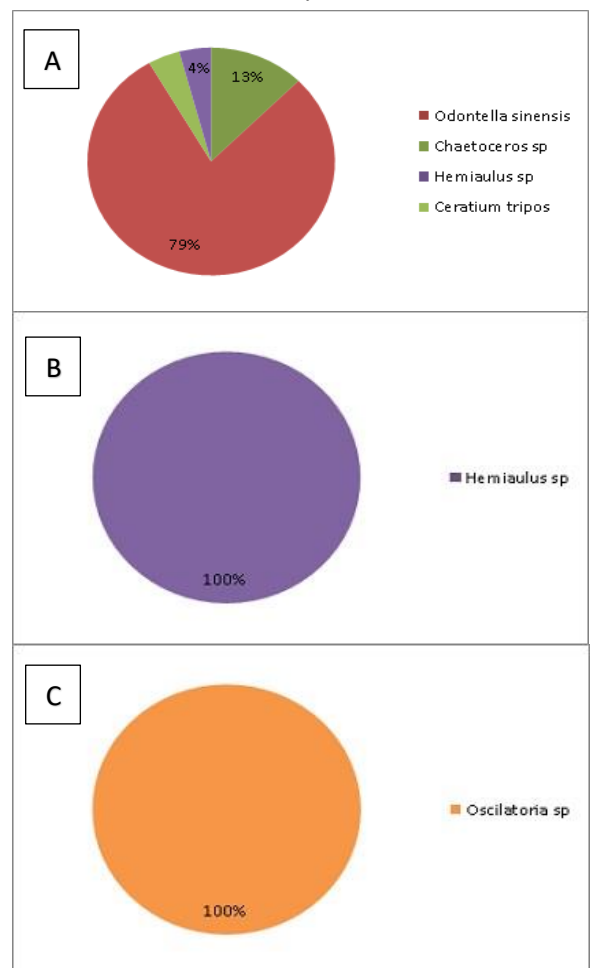 A
4%
13%
79%
Odontella sinensis
Chaetoceros sp
Hemiaulus sp
Ceratium tripos
B
100%
Hemiaulus sp
C
100%
Oscilatoria sp